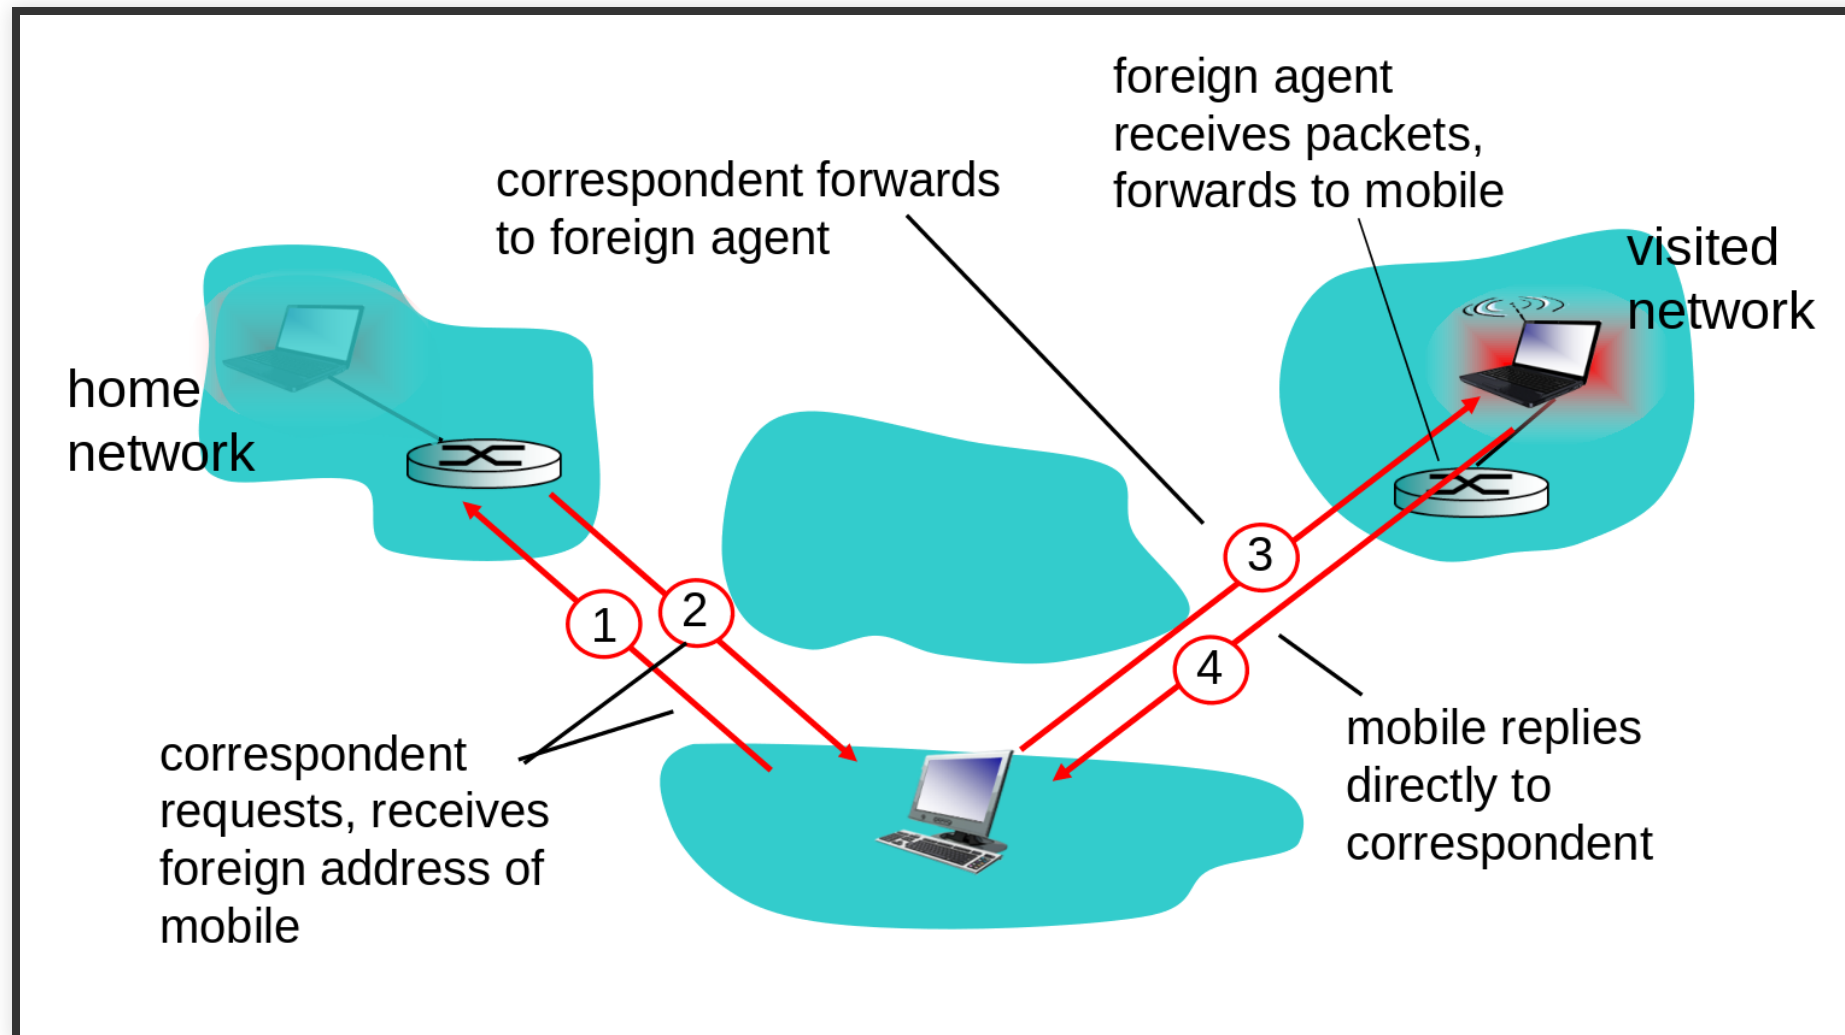 foreign agent
receives packets,
forwards to mobile
correspondent forwards
to foreign agent
visited
network
home
network
3
1
2
4
correspondent
requests, receives
foreign address of
mobile
mobile replies
directly to
correspondent